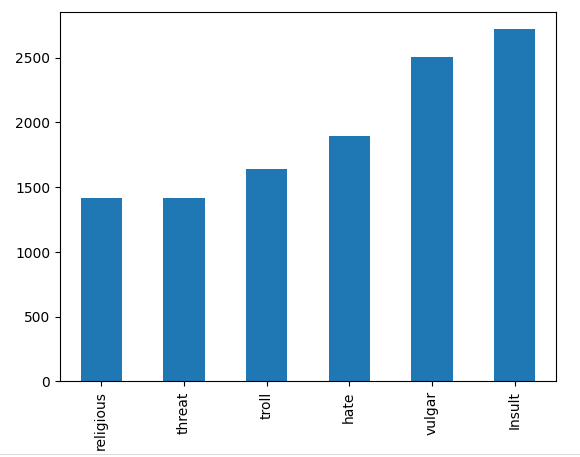 2500
2000
1500
1000
500
0
religious
threat
troll
hate
vulgar
Insult